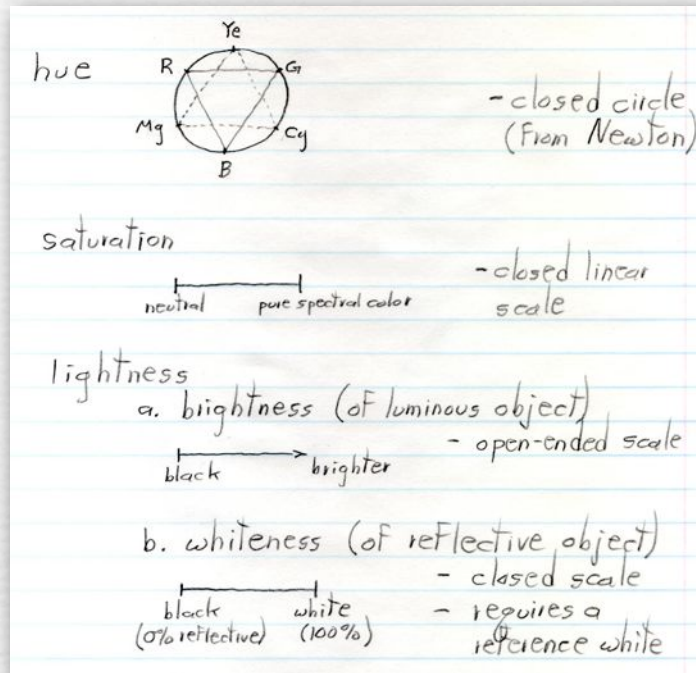 hue
Ye
R
G
Mg
Cy
B
- closed circle
(from Newton)
saturation
neutral
pure spectral color
- closed linear
scale
lightness
a. brightness (of luminous object)
- open-ended scale
black
brighter
b. whiteness (of reflective object)
- closed scale
black
(0% reflective)
white
(100%)
- requires a
reference white